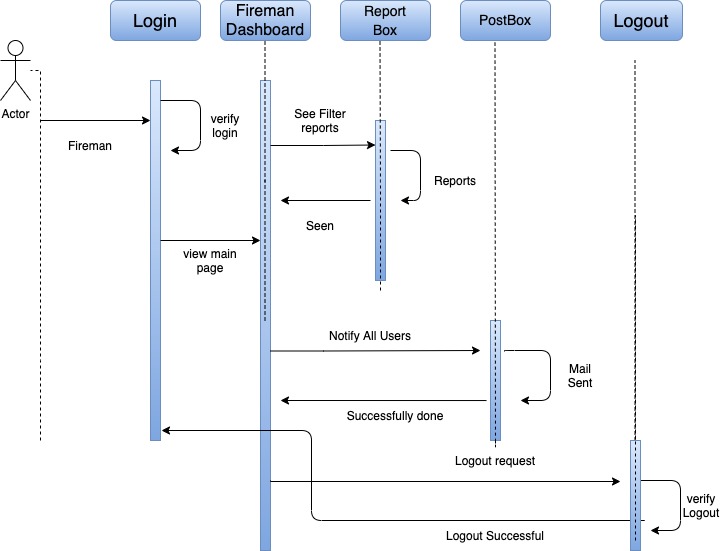 Login
Fireman
Dashboard
Report
Box
PostBox
Logout
Actor
Fireman
verify
login
See Filter
reports
Reports
Seen
view main
page
Notify All Users
Mail
Sent
Successfully done
Logout request
verify
Logout
Logout Successful